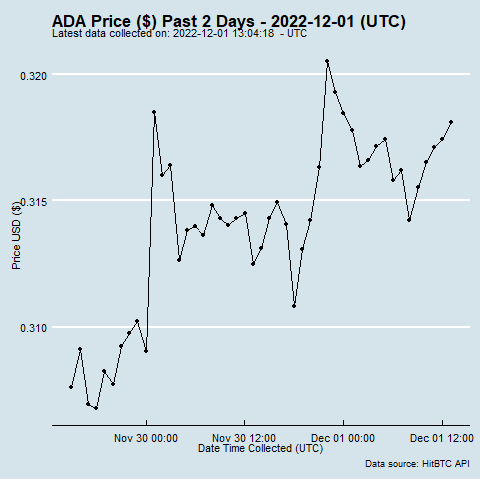 ADA Price ($) Past 2 Days - 2022-12-01 (UTC)
Latest data collected on: 2022-12-01 13:04:18  - UTC
0.320
0.315
0.310
Price USD ($)
Nov 30 00:00 Nov 30 12:00 Dec 01 00:00 Dec 01 12:00
Date Time Collected (UTC)
Data source: HitBTC API